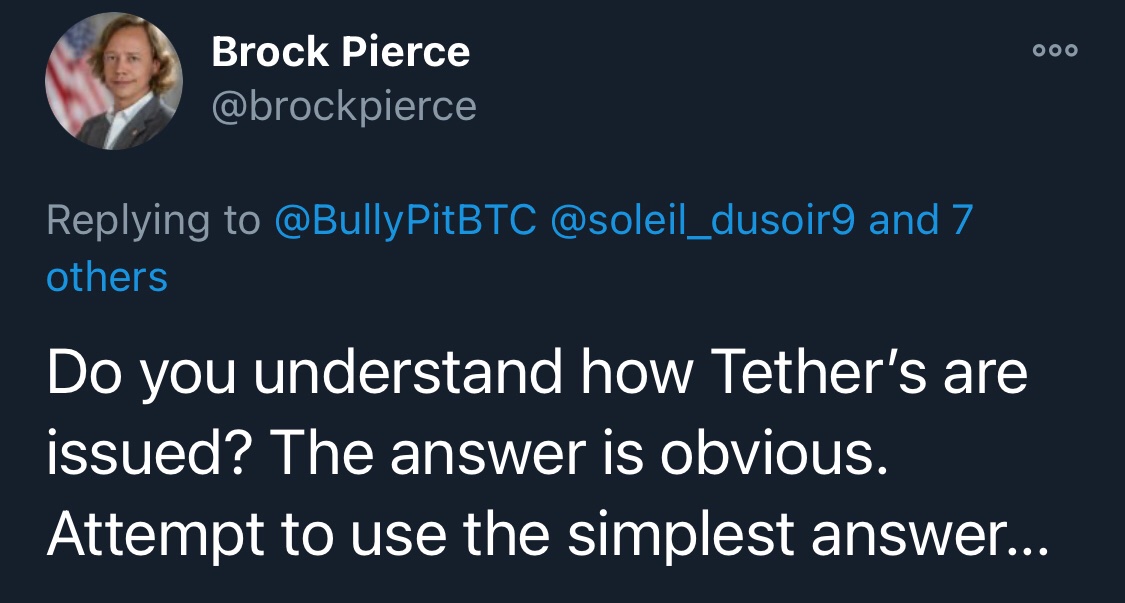 Brock Pierce
@brockpierce
Replying to @BullyPitBTC @soleil_dusoir9 and 7
others
Do you understand how Tether’s are
issued? The answer is obvious.
Attempt to use the simplest answer...